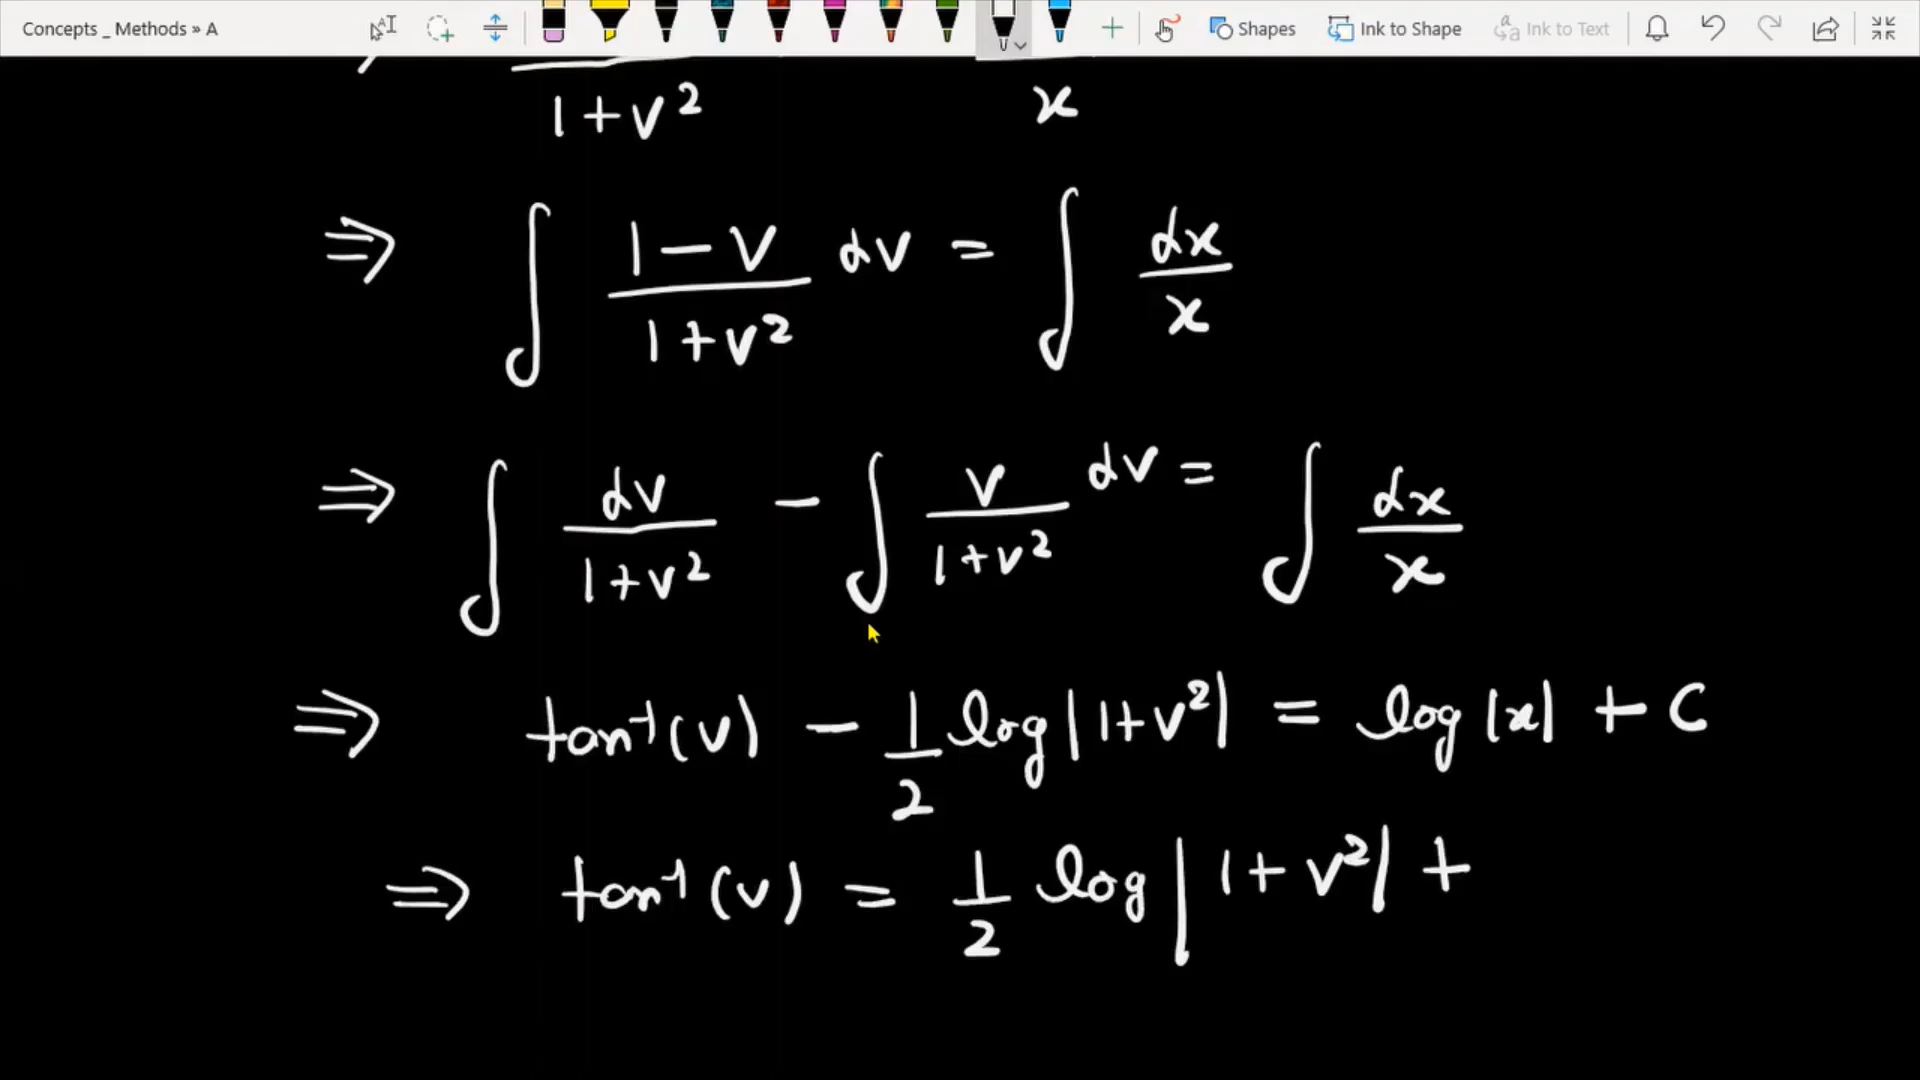 Concepts _ Methods » A Shapes Ink to Shape Ink to Text
1+v² x
⇒ ∫ (1-v)/(1+v²) dv = ∫ dx/x
⇒ ∫ dv/(1+v²) - ∫ v/(1+v²) dv = ∫ dx/x
⇒ tan⁻¹(v) - 1/2 log|1+v²| = log|x| + C
⇒ tan⁻¹(v) = 1/2 log|1+v²| +